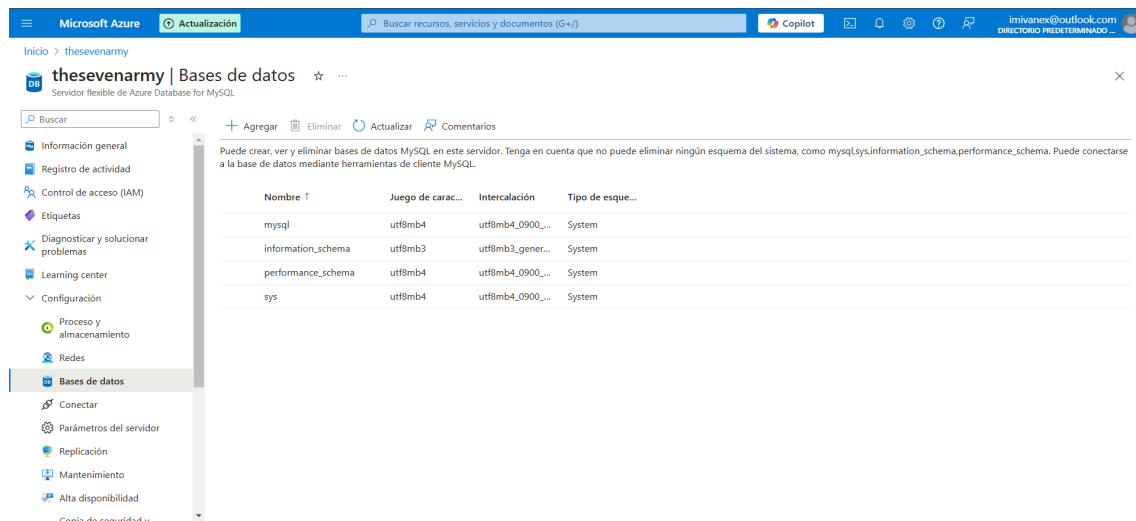 Microsoft Azure
Actualización
Buscar recursos, servicios y documentos (G+/)
Copilot
imivanex@outlook.com
DIRECTORIO PREDETERMINADO ...
Inicio > thesevenarmy
thesevenarmy | Bases de datos
Servidor flexible de Azure Database for MySQL
Buscar
Información general
Registro de actividad
Control de acceso (IAM)
Etiquetas
Diagnosticar y solucionar
problemas
Learning center
Configuración
Proceso y
almacenamiento
Redes
Bases de datos
Conectar
Parámetros del servidor
Replicación
Mantenimiento
Alta disponibilidad
Copia de seguridad y
Agregar Eliminar Actualizar Comentarios
Puede crear, ver y eliminar bases de datos MySQL en este servidor. Tenga en cuenta que no puede eliminar ningún esquema del sistema, como mysql,sys,information_schema,performance_schema. Puede conectarse
a la base de datos mediante herramientas de cliente MySQL.
Nombre ↑ Juego de carac... Intercalación Tipo de esque...
mysql utf8mb4 utf8mb4_0900_... System
information_schema utf8mb3 utf8mb3_gener... System
performance_schema utf8mb4 utf8mb4_0900_... System
sys utf8mb4 utf8mb4_0900_... System